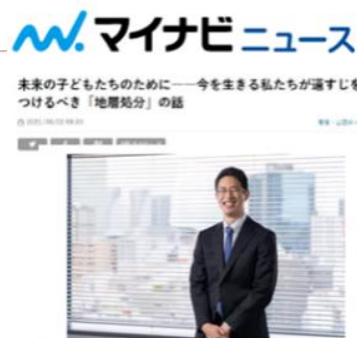 マイナビニュース
未来の子どもたちのために――今を生きる私たちが道すじを
つけるべき「地層処分」の話